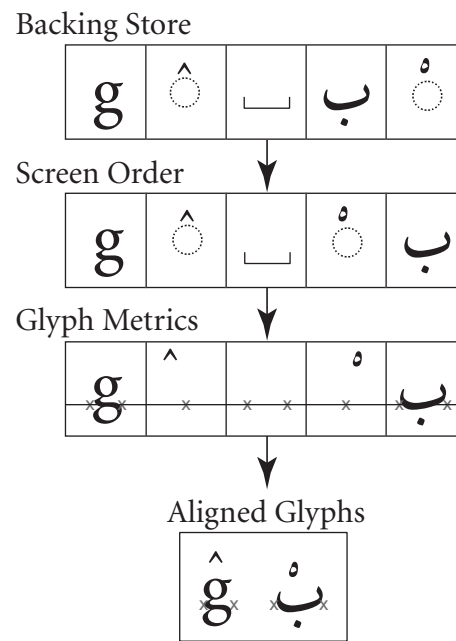 Backing Store
g ◌̂ ⎵ ب ◌ْ
Screen Order
g ◌̂ ⎵ ◌ْ ب
Glyph Metrics
g ^ ْ ب
x x x x x x x x
Aligned Glyphs
ĝ بْ
x x x x